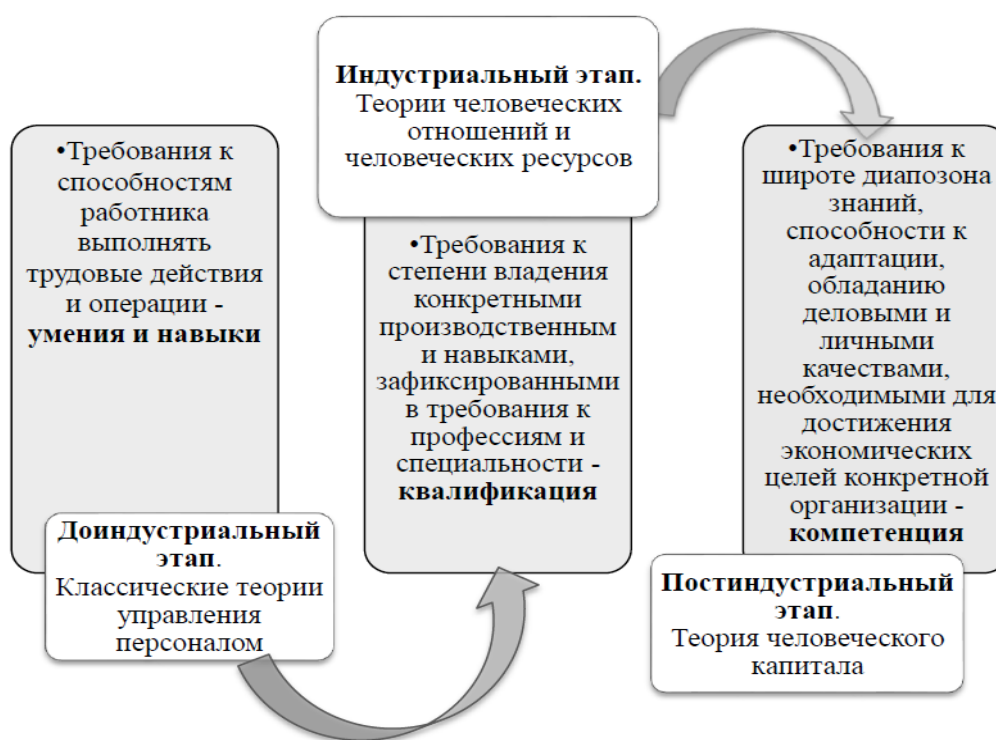 •Требования к
способностям
работника
выполнять
трудовые действия
и операции -
умения и навыки
Доиндустриальный
этап.
Классические теории
управления
персоналом
Индустриальный этап.
Теории человеческих
отношений и
человеческих ресурсов
•Требования к
степени владения
конкретными
производственным
и навыками,
зафиксированными
в требования к
профессиям и
специальности -
квалификация
•Требования к
широте диапозона
знаний,
способности к
адаптации,
обладанию
деловыми и
личными
качествами,
необходимыми для
достижения
экономических
целей конкретной
организации -
компетенция
Постиндустриальный
этап.
Теория человеческого
капитала